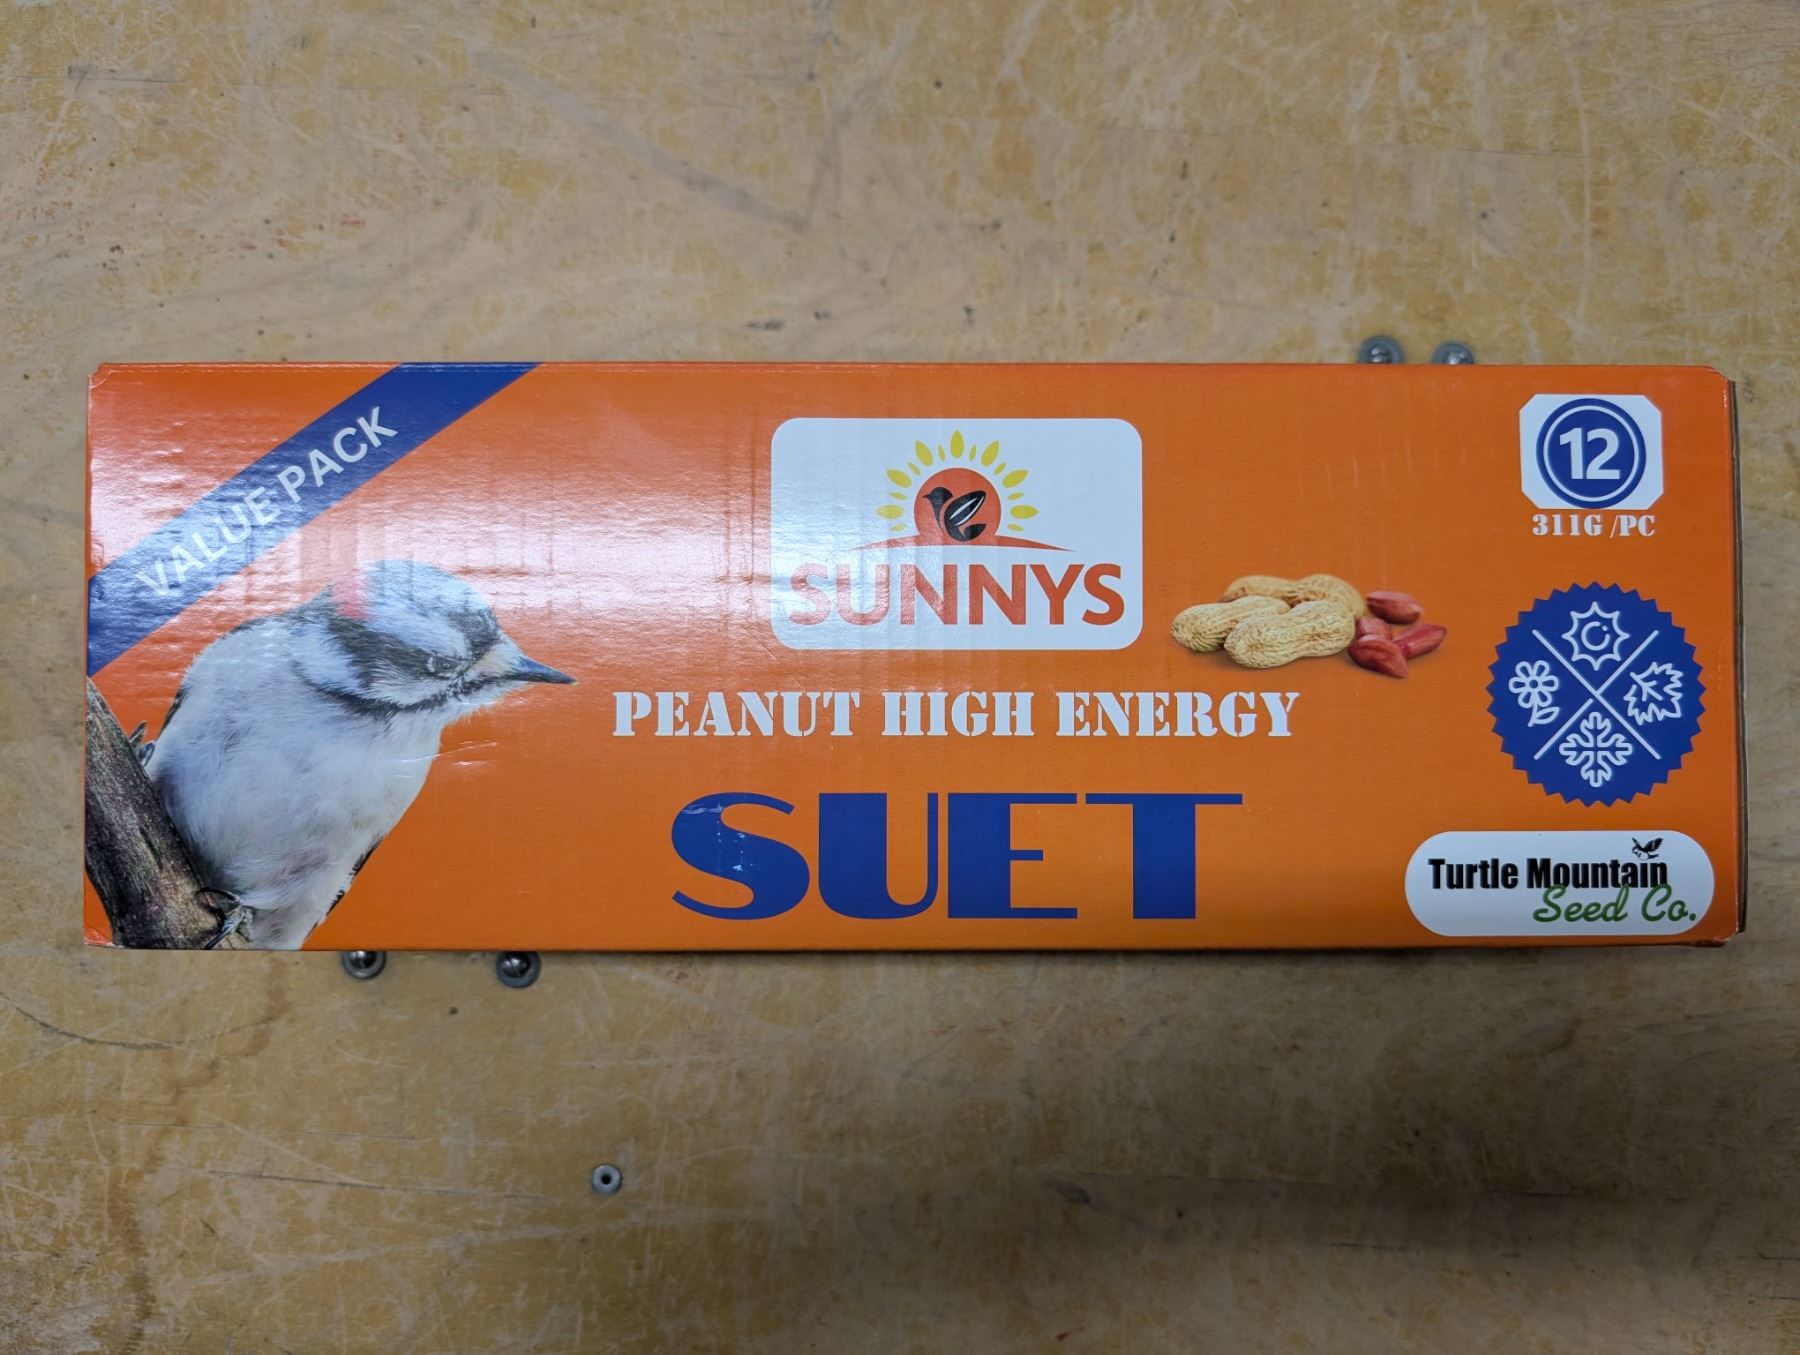 VALUE PACK
SUNNYS
12
311G /PC
PEANUT HIGH ENERGY
SUET
Turtle Mountain
Seed Co.